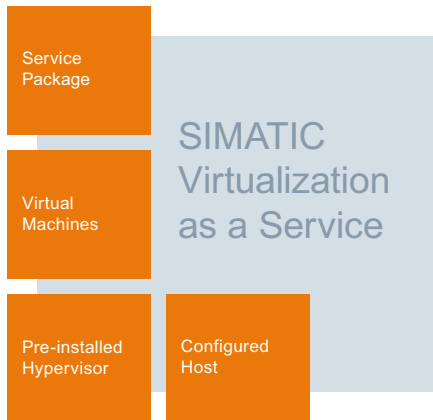 Service
Package
SIMATIC
Virtualization
as a Service
Virtual
Machines
Pre-installed
Hypervisor
Configured
Host